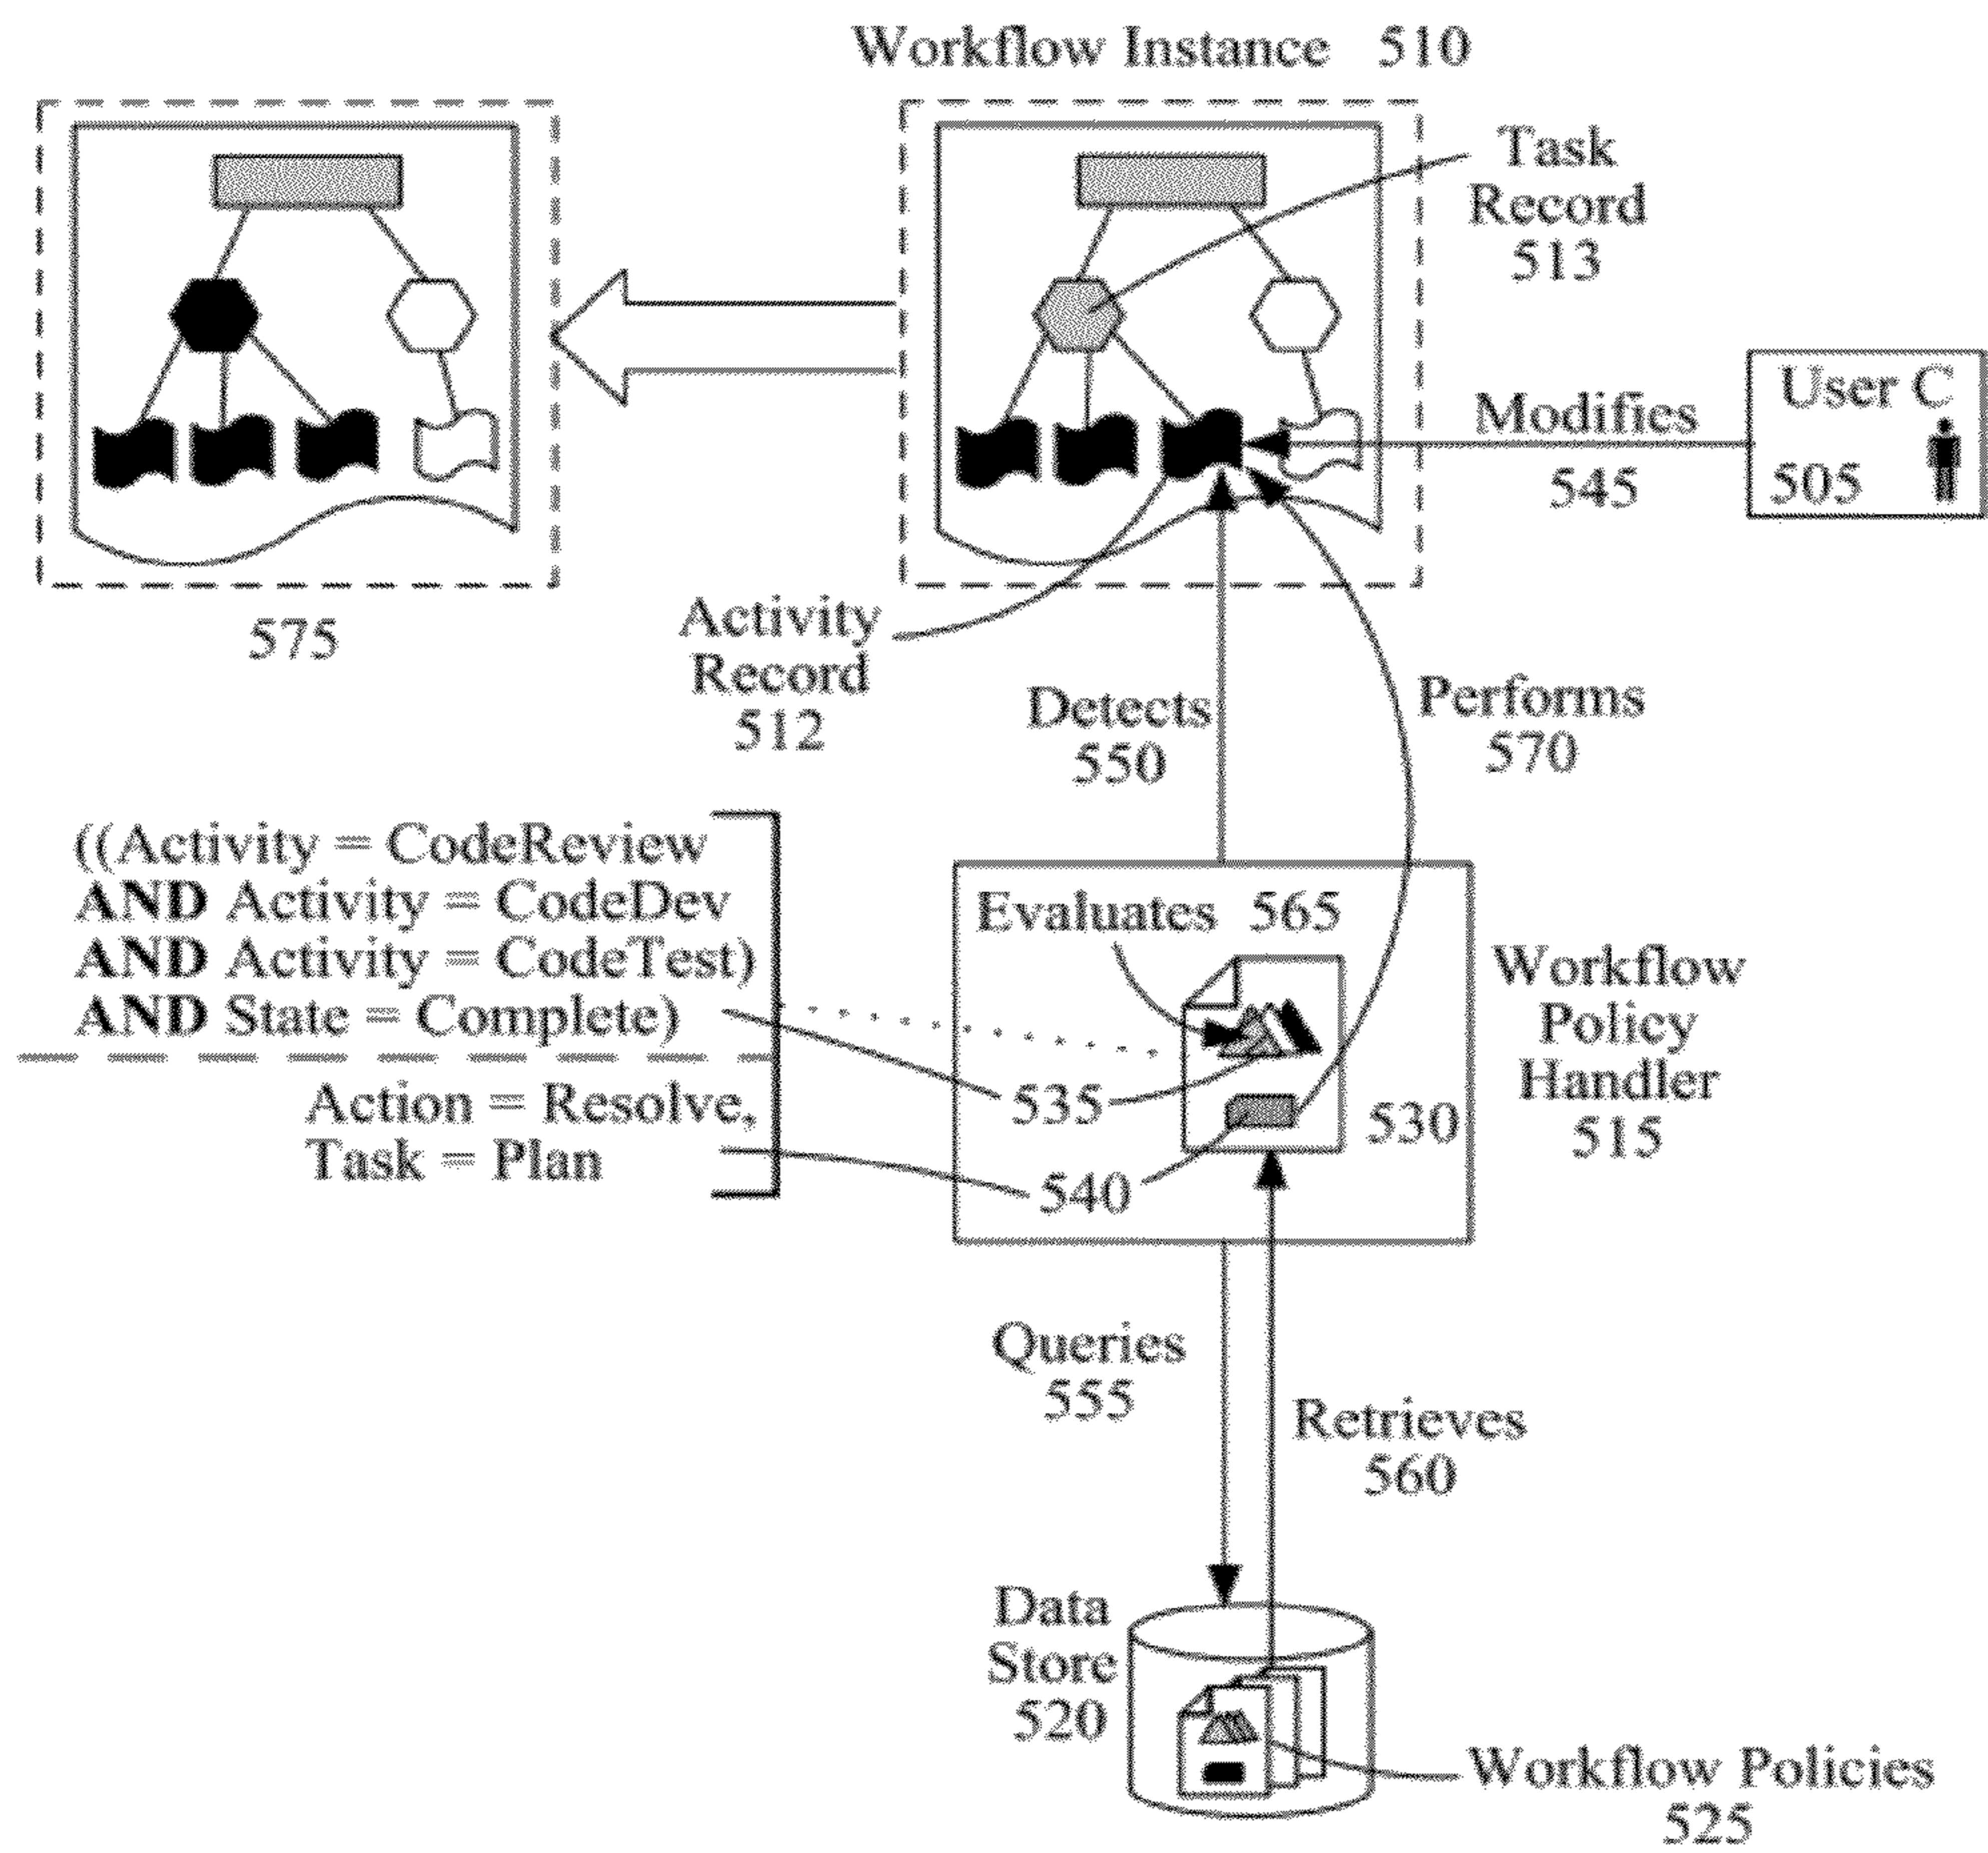 Workflow Instance 510
Task
Record
513
User C
505
Modifies
545
575
Activity
Record
512
Detects
550
Performs
570
((Activity = CodeReview
AND Activity = CodeDev
AND Activity = CodeTest)
AND State = Complete)
Action = Resolve,
Task = Plan
Evaluates 565
535
540
530
Workflow
Policy
Handler
515
Queries
555
Retrieves
560
Data
Store
520
Workflow Policies
525